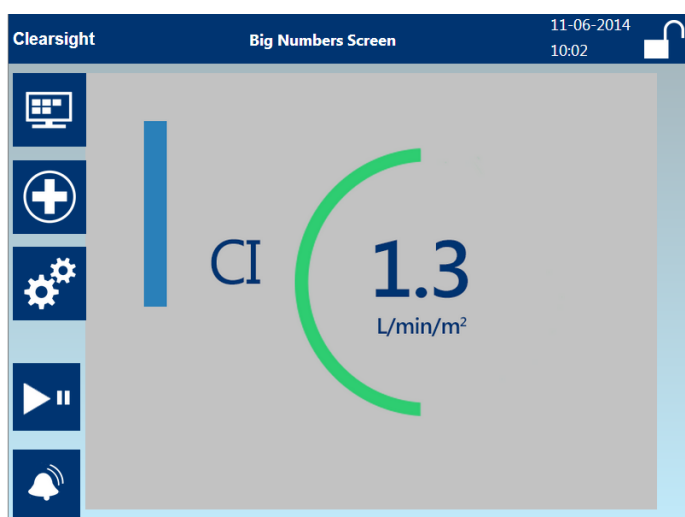 Clearsight
Big Numbers Screen
11-06-2014
10:02
CI
1.3
L/min/m²